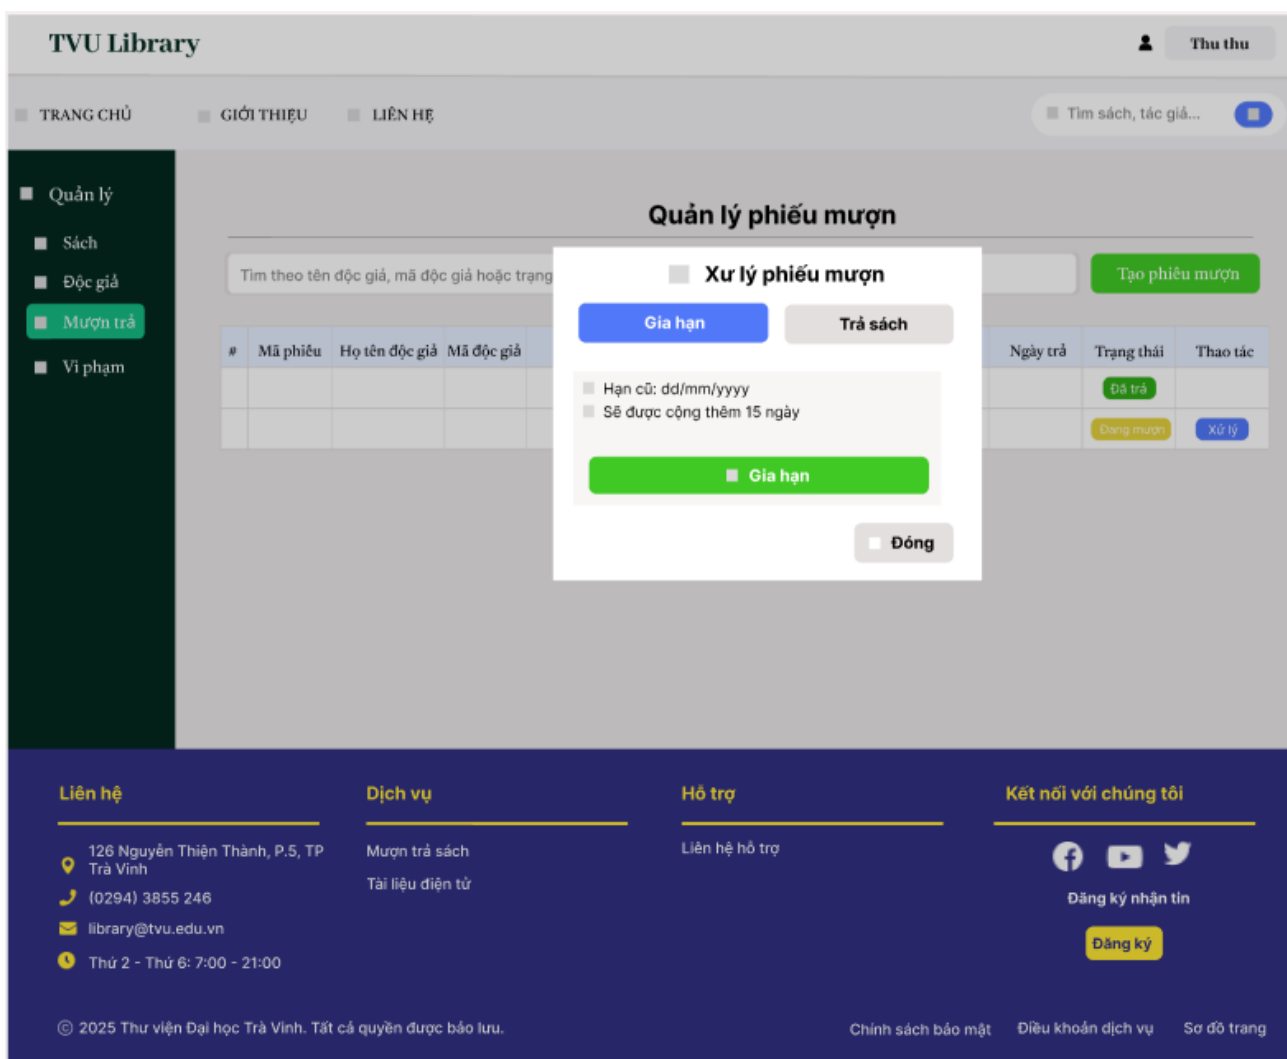 TVU Library
Thu thu
TRANG CHỦ
GIỚI THIỆU
LIÊN HỆ
Tìm sách, tác giả...
Quản lý
Sách
Độc giả
Mượn trả
Vi phạm
Quản lý phiếu mượn
Tìm theo tên độc giả, mã độc giả hoặc trạng
Tạo phiêu mượn
# Mã phiếu Họ tên độc giả Mã độc giả Ngày trả Trạng thái Thao tác
Đã trả
Đang mượn
Xử lý
Xư lý phiếu mượn
Gia hạn
Trả sách
Hạn cũ: dd/mm/yyyy
Sẽ được cộng thêm 15 ngày
Gia hạn
Đóng
Liên hệ
126 Nguyễn Thiện Thành, P.5, TP
Trà Vinh
(0294) 3855 246
library@tvu.edu.vn
Thứ 2 - Thứ 6: 7:00 - 21:00
Dịch vụ
Mượn trả sách
Tài liệu điện tử
Hỗ trợ
Liên hệ hỗ trợ
Kết nối với chúng tôi
Đăng ký nhận tin
Đăng ký
© 2025 Thư viện Đại học Trà Vinh. Tất cả quyền được bảo lưu.
Chính sách bảo mật
Điều khoản dịch vụ
Sơ đồ trang